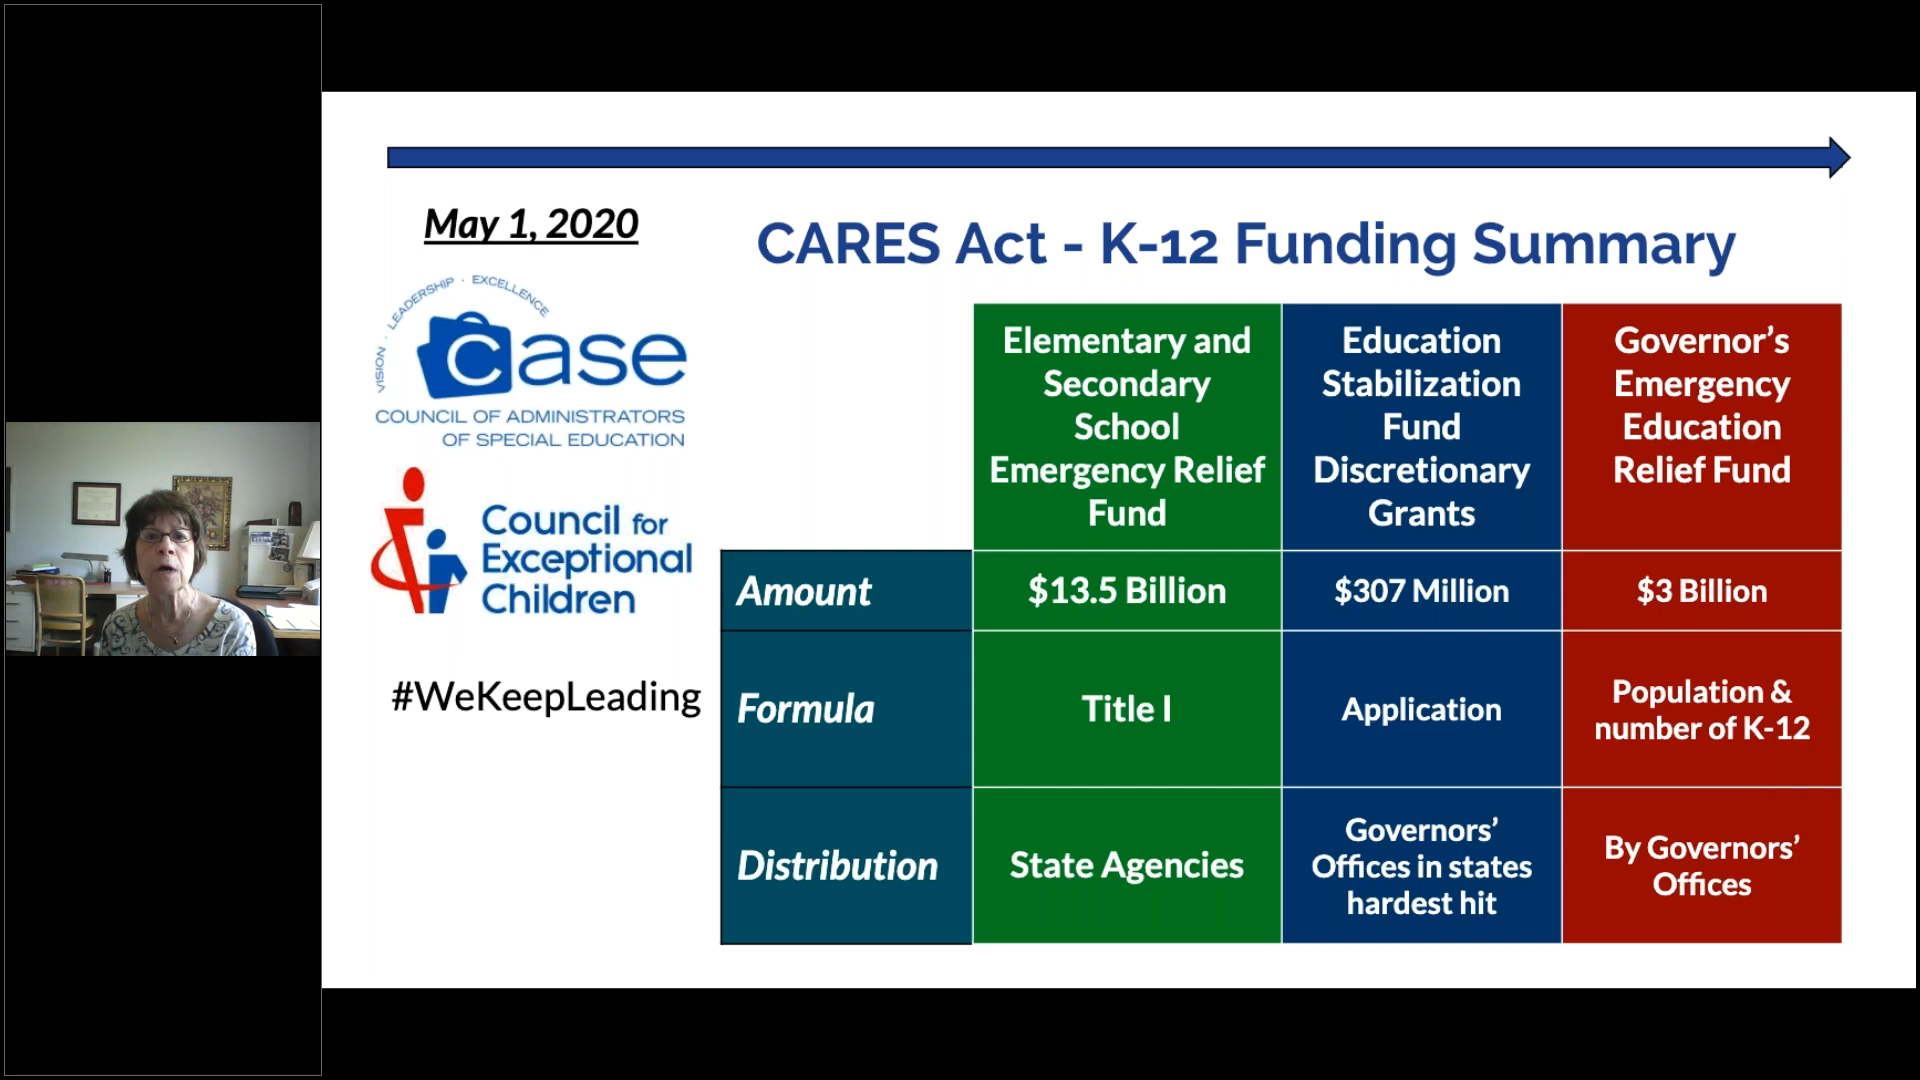 May 1, 2020
CARES Act - K-12 Funding Summary
VISION · LEADERSHIP · EXCELLENCE
case
COUNCIL OF ADMINISTRATORS
OF SPECIAL EDUCATION
Council for
Exceptional
Children
#WeKeepLeading
Elementary and
Secondary
School
Emergency Relief
Fund
Education
Stabilization
Fund
Discretionary
Grants
Governor's
Emergency
Education
Relief Fund
Amount
$13.5 Billion
$307 Million
$3 Billion
Formula
Title I
Application
Population &
number of K-12
Distribution
State Agencies
Governors'
Offices in states
hardest hit
By Governors'
Offices